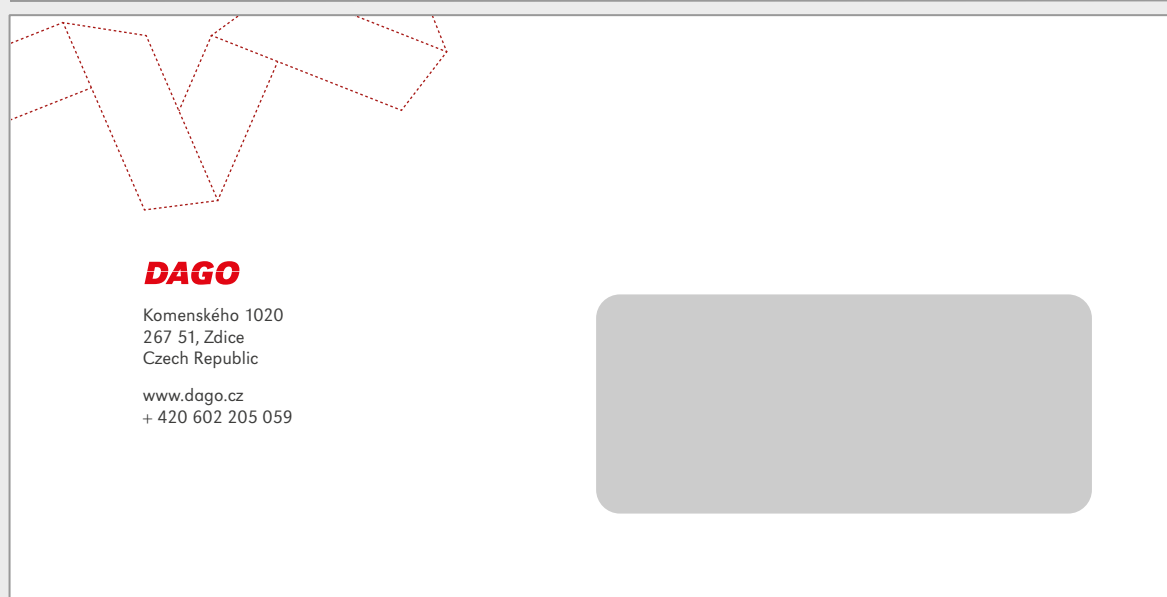 DAGO
Komenského 1020
267 51, Zdice
Czech Republic
www.dago.cz
+ 420 602 205 059